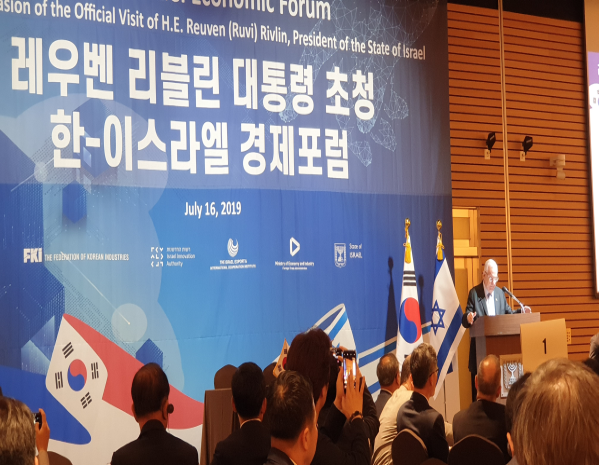 Economic Forum
asion of the Official Visit of H.E. Reuven (Ruvi) Rivlin, President of the State of Israel
레우벤 리블린 대통령 초청
한-이스라엘 경제포럼
July 16, 2019
FKI THE FEDERATION OF KOREAN INDUSTRIES
Israel Innovation
Authority
THE ISRAEL EXPORT &
INTERNATIONAL COOPERATION INSTITUTE
Ministry of Economy and Industry
State of
ISRAEL
1